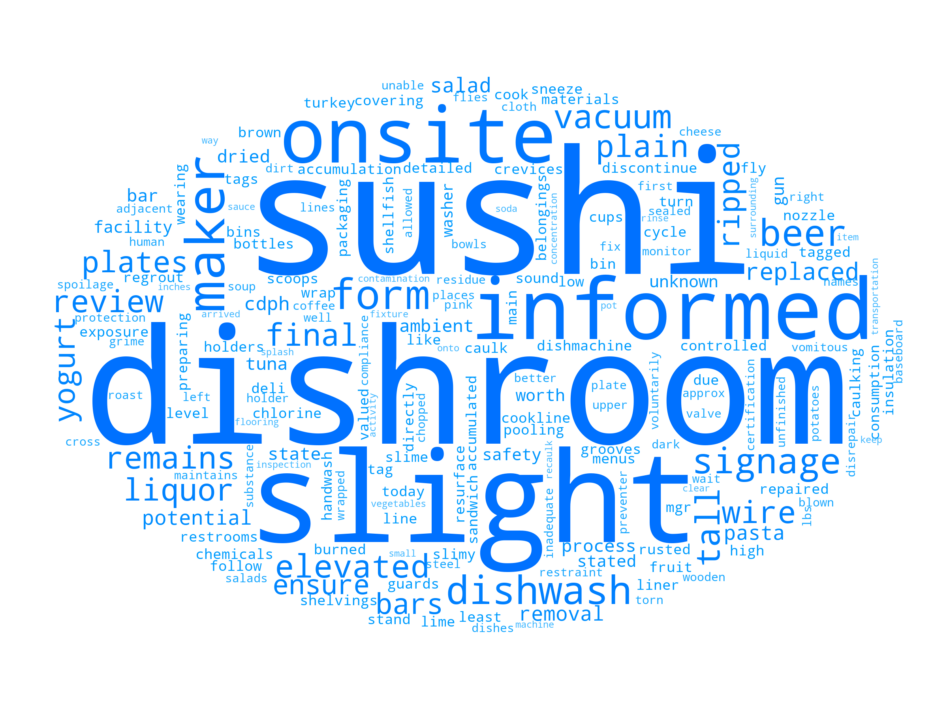 unable
salad
flies
cook
sneeze
turkey
covering
cloth
materials
onsite
vacuum
brown
cheese
way
plain
dried
dirt
accumulation
detailed
crevices
discontinue
fly
tags
wearing
maker
sushi
ripped
surrounding
gun
right
bar
adjacent
sauce
lines
packaging
shellfish
allowed
washer
soda
belongings
concentration
first
turn
sealed
cups
rinse
cycle
nozzle
beer
item
facility
human
bins
bottles
bowls
fix
monitor
liquid
tagged
plates
regrout
scoops
contamination
residue
sound
low
bin
unknown
replaced
names
transportation
spoilage
inches
soup
wrap
form
places
pink
main
informed
review
protection
arrived
cdph
coffee
well
fixture
exposure
grime
yogurt
preparing
holders
final
compliance
ambient
like
onto
caulk
dishmachine
controlled
vomitous
caulking
consumption
insulation
baseboard
splash
tuna
dishroom
roast
left
deli
holder
valued
activity
directly
chopped
better
worth
plate
upper
voluntarily
due
approx
valve
certification
unfinished
potatoes
disrepair
keep
level
flooring
chlorine
cookline
pooling
cross
remains
maintains
substance
state
inspection
handwash
wrapped
tag
slime
resurface
sandwich
accumulated
safety
inadequate
recaulk
grooves
menus
dark
signage
wait
clear
repaired
liquor
slight
today
vegetables
line
preventer
mgr
tall
wire
lbs
blown
potential
restrooms
process
stated
rusted
pasta
high
chemicals
follow
salads
burned
elevated
small
steel
slimy
restraint
fruit
wooden
ensure
guards
dishwash
liner
shelvings
bars
torn
stand
lime
least
removal
dishes
machine